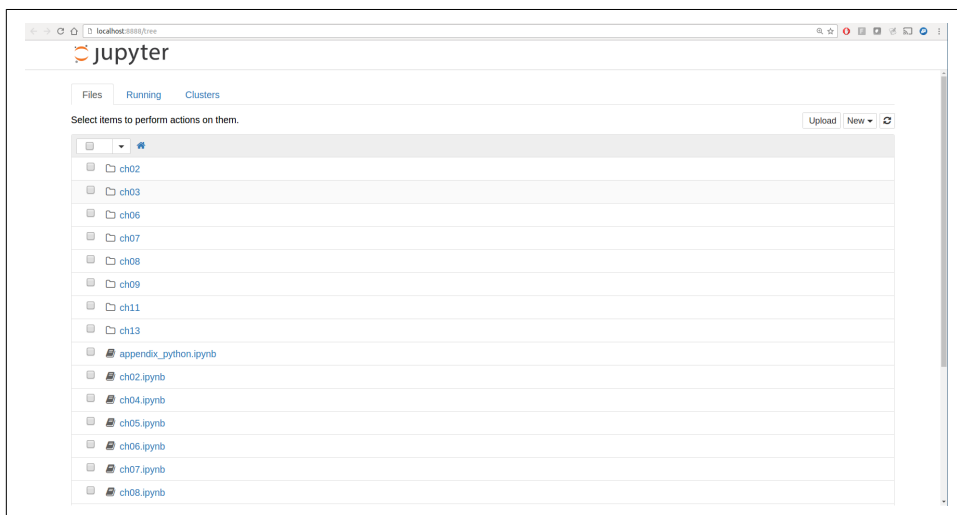 localhost:8888/tree
jupyter
Files Running Clusters
Select items to perform actions on them. Upload New
ch02
ch03
ch06
ch07
ch08
ch09
ch11
ch13
appendix_python.ipynb
ch02.ipynb
ch04.ipynb
ch05.ipynb
ch06.ipynb
ch07.ipynb
ch08.ipynb